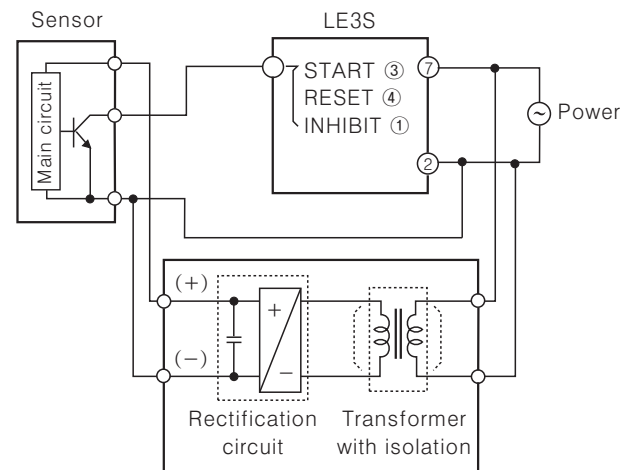 Sensor
LE3S
Main circuit
START ③
RESET ④
INHIBIT ①
⑦
②
~
Power
(+)
(−)
+
−
Rectification
circuit
Transformer
with isolation